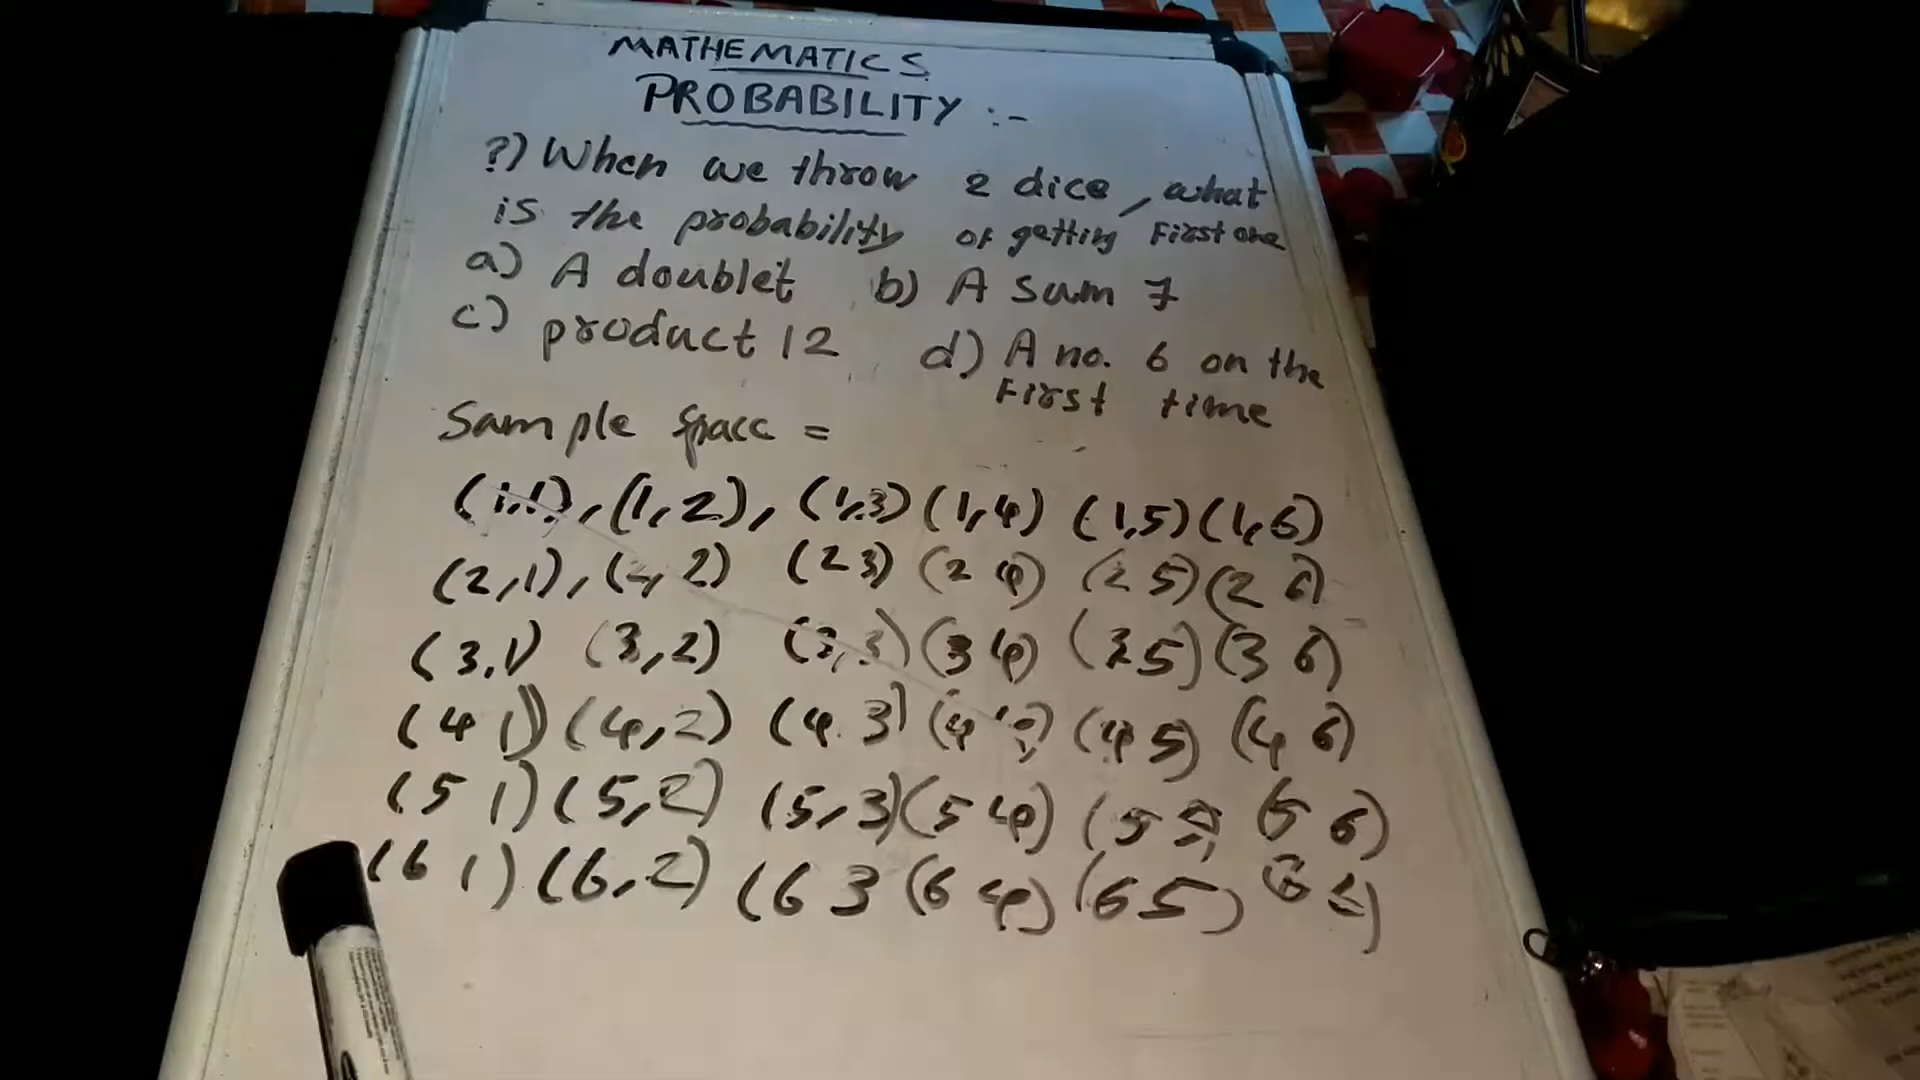 MATHEMATICS
PROBABILITY :-
?) When we throw 2 dice, what
is the probability of getting First one
a) A doublet b) A sum 7
c) product 12 d) A no. 6 on the
First time
Sample space =
(1,1), (1,2), (1,3) (1,4) (1,5) (1,6)
(2,1), (2,2) (2 3) (2 4) (2 5) (2 6)
(3,1) (3,2) (3,3) (3 4) (3 5) (3 6)
(4 1) (4,2) (4 3) (4 4) (4 5) (4 6)
(5 1) (5,2) (5,3) (5 4) (5 5) (5 6)
(6 1) (6,2) (6 3 (6 4) (6 5) 6 6)